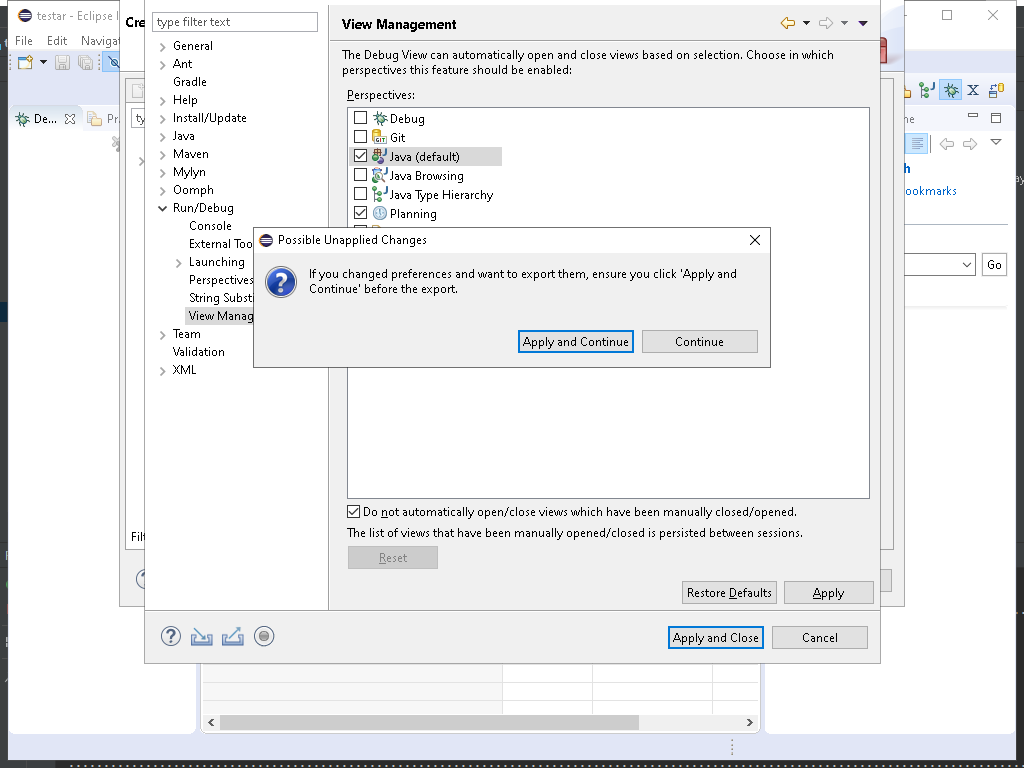 testar - Eclipse I
File Edit Navigat
Cre
type filter text
General
Ant
Gradle
Help
Install/Update
Java
Maven
Mylyn
Oomph
Run/Debug
Console
External Too
Launching
Perspectives
String Substi
View Manag
Team
Validation
XML
De...
Pr
ty
Filt
View Management
The Debug View can automatically open and close views based on selection. Choose in which
perspectives this feature should be enabled:
Perspectives:
Debug
Git
Java (default)
Java Browsing
Java Type Hierarchy
Planning
Possible Unapplied Changes
If you changed preferences and want to export them, ensure you click 'Apply and
Continue' before the export.
Apply and Continue
Continue
Do not automatically open/close views which have been manually closed/opened.
The list of views that have been manually opened/closed is persisted between sessions.
Reset
Restore Defaults
Apply
Apply and Close
Cancel
X
ne
h
ookmarks
Go